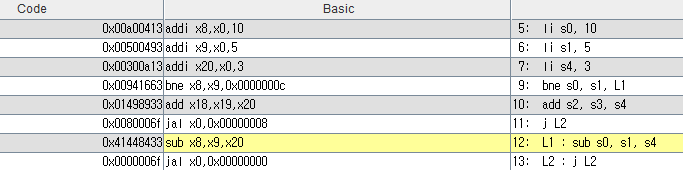 Code Basic
0x00a00413 addi x8,x0,10 5: li s0, 10
0x00500493 addi x9,x0,5 6: li s1, 5
0x00300a13 addi x20,x0,3 7: li s4, 3
0x00941663 bne x8,x9,0x0000000c 9: bne s0, s1, L1
0x01498933 add x18,x19,x20 10: add s2, s3, s4
0x0080006f jal x0,0x00000008 11: j L2
0x41448433 sub x8,x9,x20 12: L1 : sub s0, s1, s4
0x0000006f jal x0,0x00000000 13: L2 : j L2